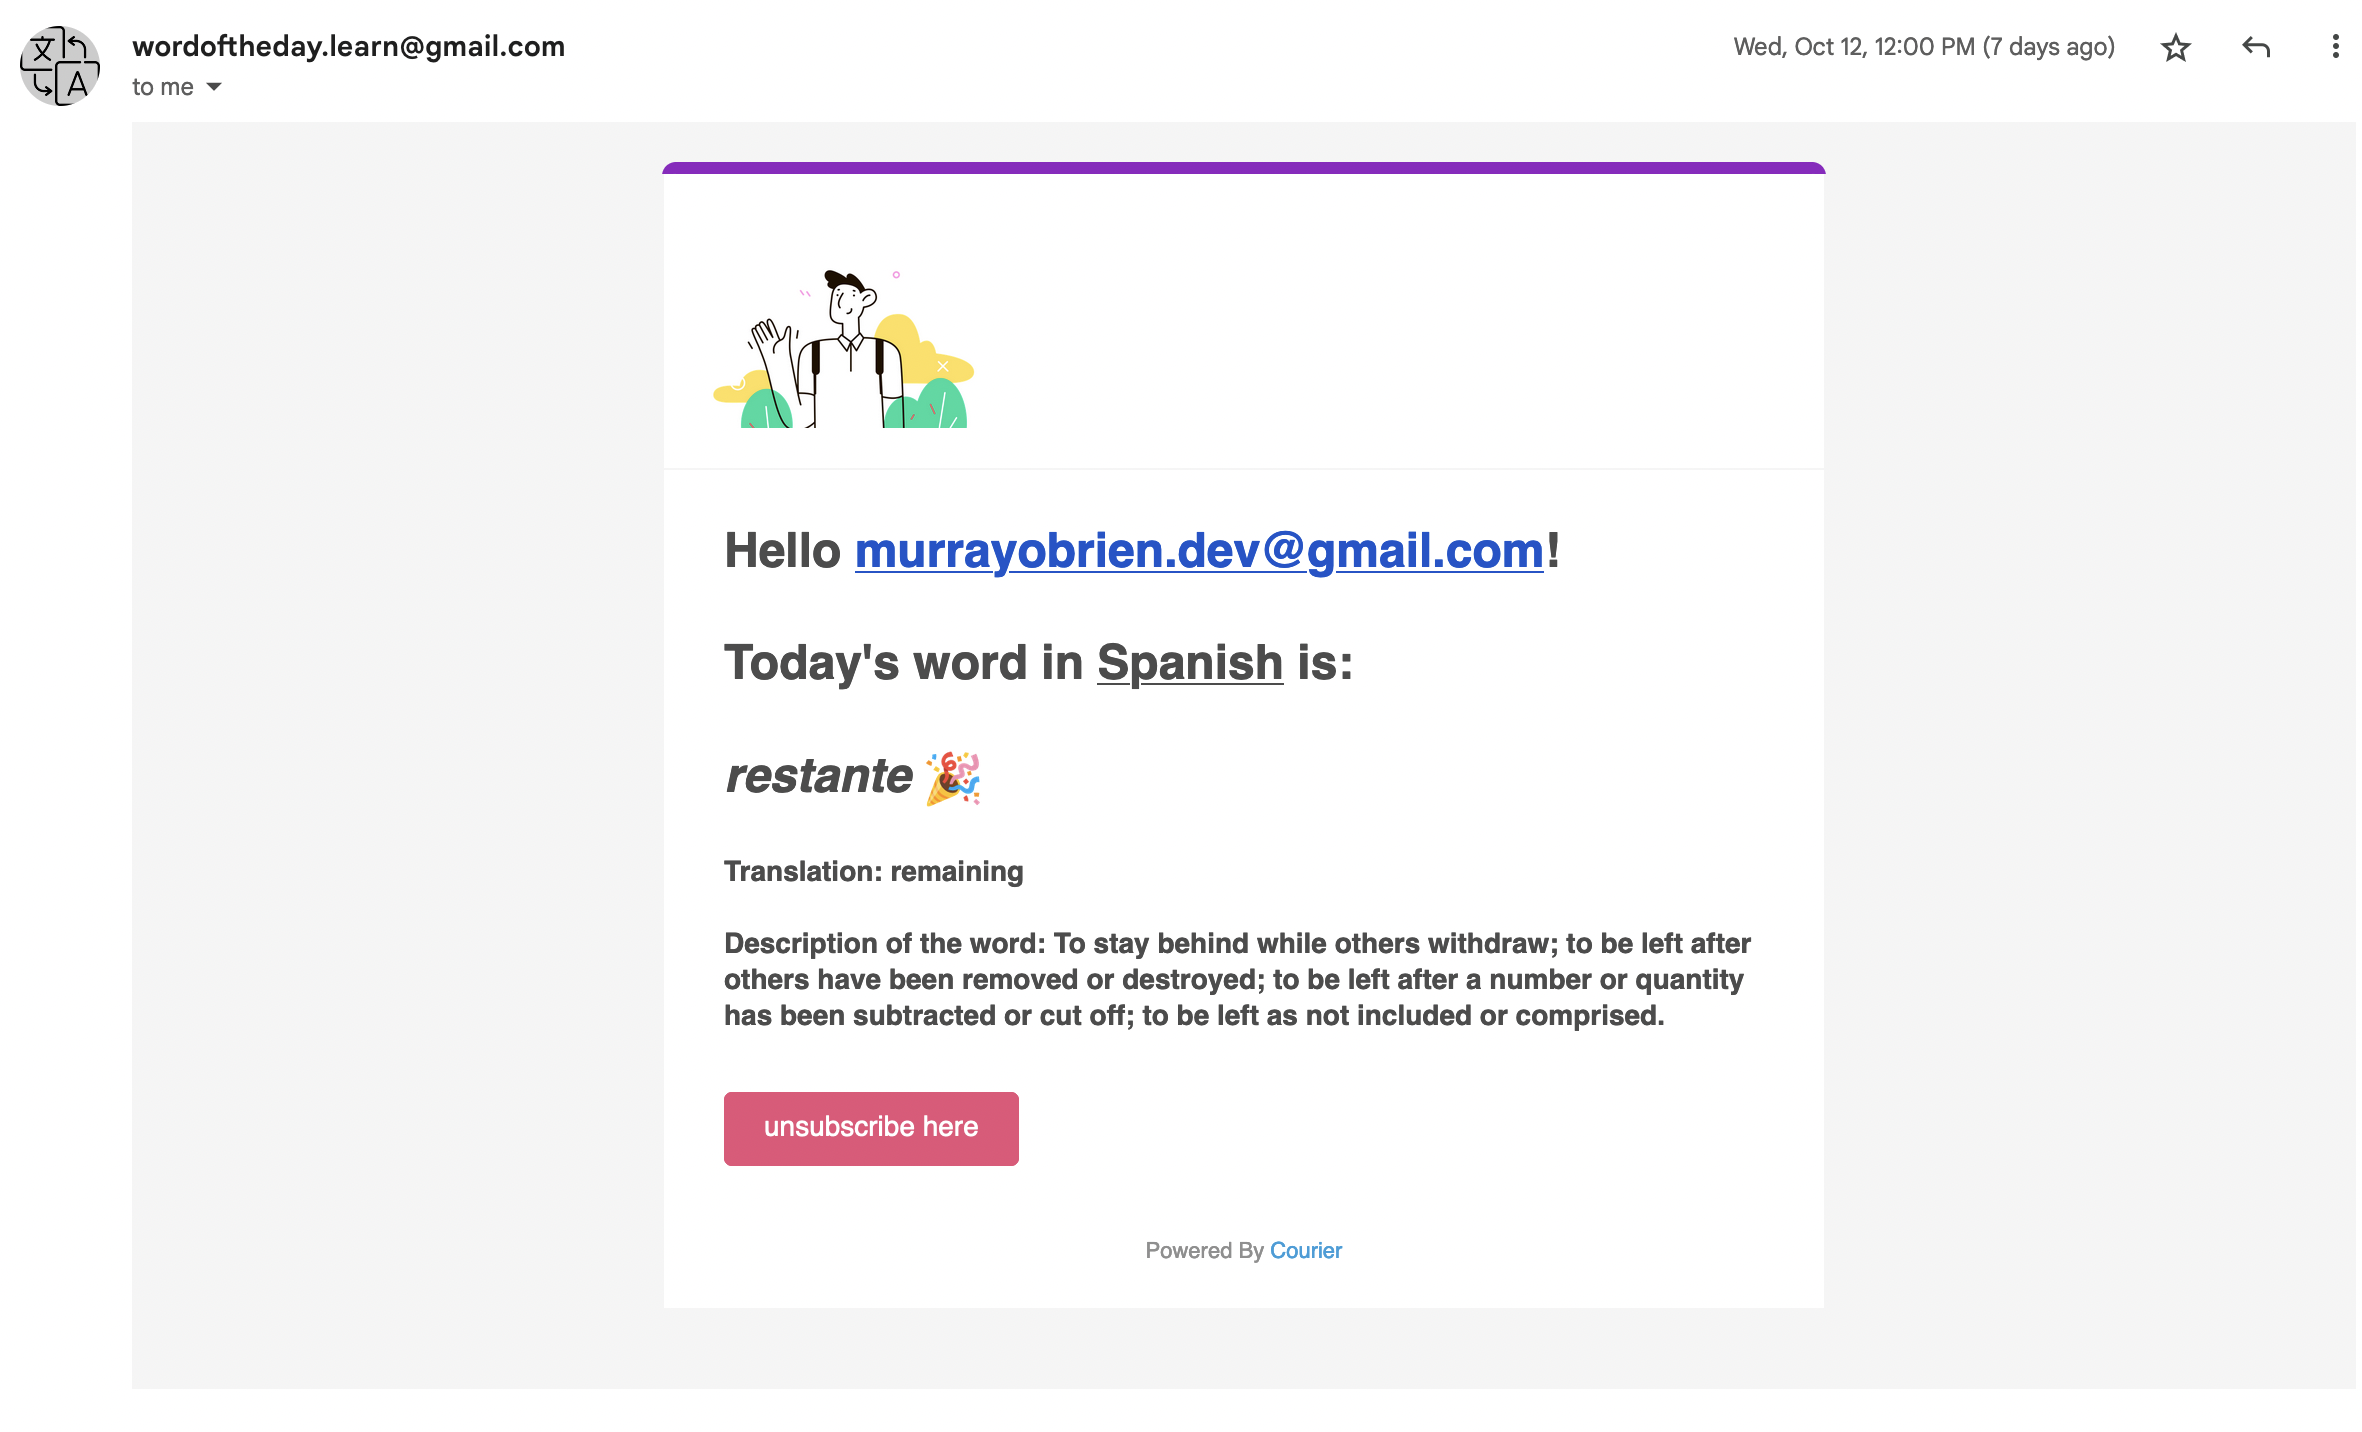 wordoftheday.learn@gmail.com
Wed, Oct 12, 12:00 PM (7 days ago)
to me
文
A
Hello murrayobrien.dev@gmail.com!
Today's word in Spanish is:
restante 🎉
Translation: remaining
Description of the word: To stay behind while others withdraw; to be left after
others have been removed or destroyed; to be left after a number or quantity
has been subtracted or cut off; to be left as not included or comprised.
unsubscribe here
Powered By Courier